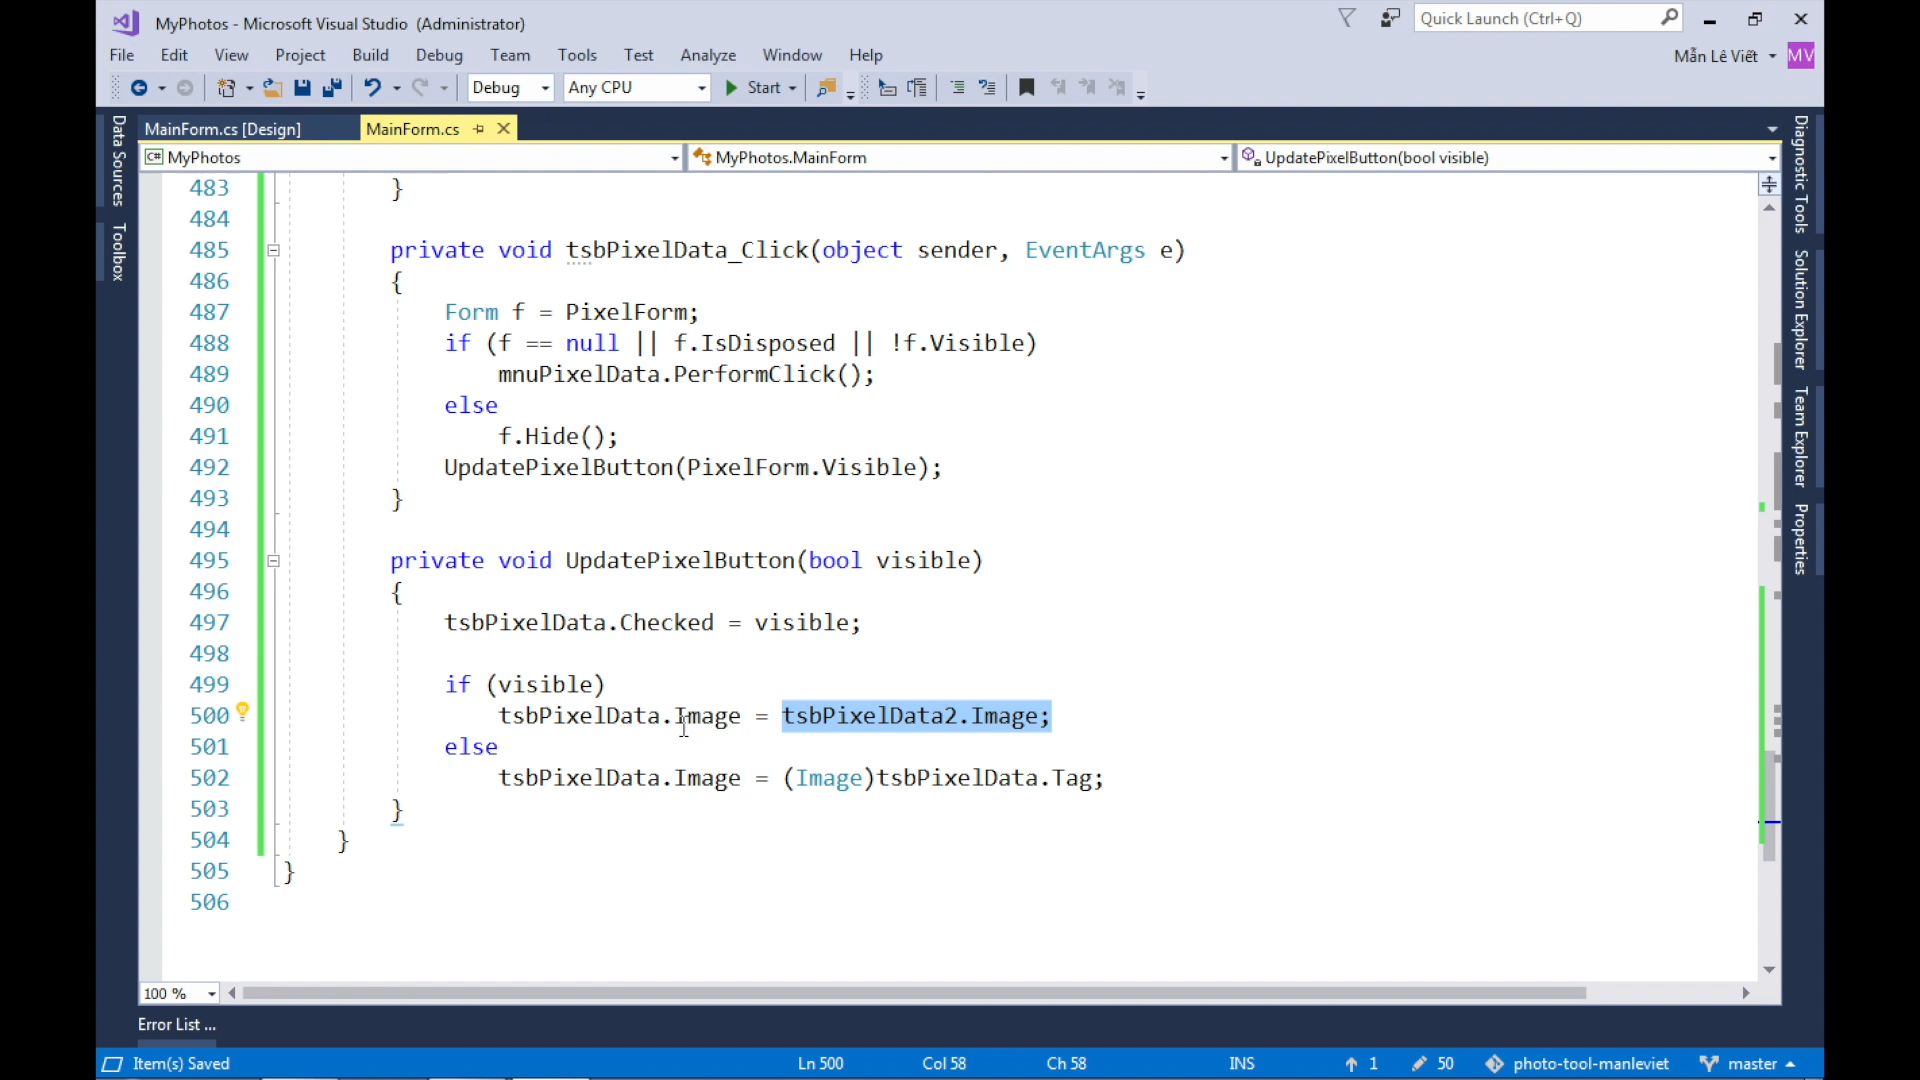 MyPhotos - Microsoft Visual Studio (Administrator)
Quick Launch (Ctrl+Q)
File Edit View Project Build Debug Team Tools Test Analyze Window Help
Mẫn Lê Viết MV
Debug Any CPU Start
MainForm.cs [Design] MainForm.cs
C# MyPhotos MyPhotos.MainForm UpdatePixelButton(bool visible)
Data Sources
Toolbox
Diagnostic Tools
Solution Explorer
Team Explorer
Properties
483 }
484
485 private void tsbPixelData_Click(object sender, EventArgs e)
486 {
487 Form f = PixelForm;
488 if (f == null || f.IsDisposed || !f.Visible)
489 mnuPixelData.PerformClick();
490 else
491 f.Hide();
492 UpdatePixelButton(PixelForm.Visible);
493 }
494
495 private void UpdatePixelButton(bool visible)
496 {
497 tsbPixelData.Checked = visible;
498
499 if (visible)
500 tsbPixelData.Image = tsbPixelData2.Image;
501 else
502 tsbPixelData.Image = (Image)tsbPixelData.Tag;
503 }
504 }
505 }
506
100 %
Error List ...
Item(s) Saved Ln 500 Col 58 Ch 58 INS 1 50 photo-tool-manleviet master